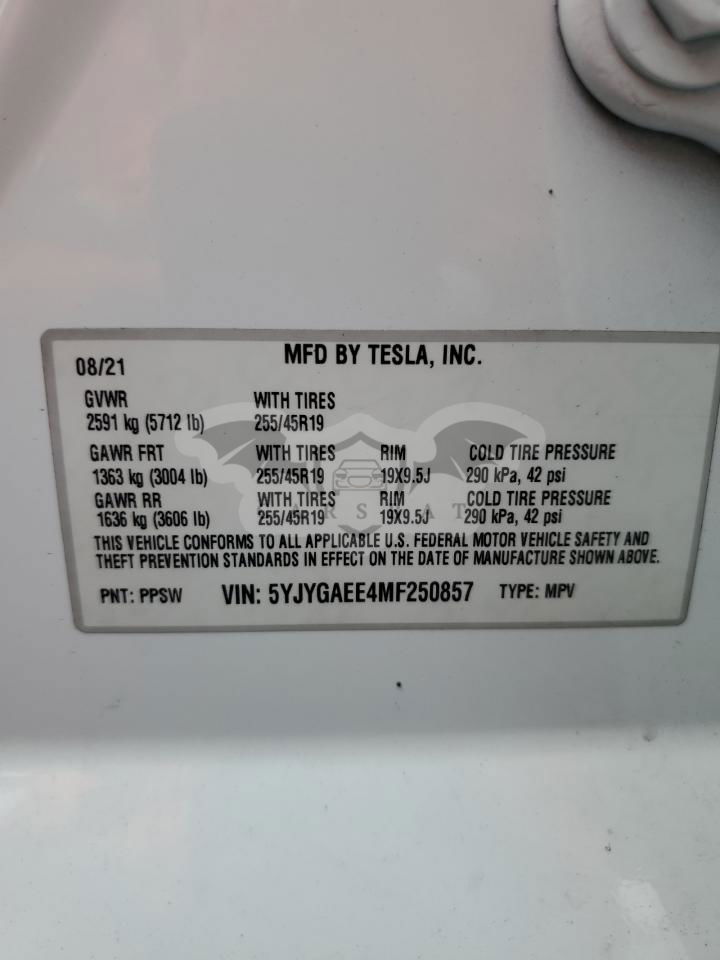 08/21 MFD BY TESLA, INC.
GVWR WITH TIRES
2591 kg (5712 lb) 255/45R19
GAWR FRT WITH TIRES RIM COLD TIRE PRESSURE
1363 kg (3004 lb) 255/45R19 19X9.5J 290 kPa, 42 psi
GAWR RR WITH TIRES RIM COLD TIRE PRESSURE
1636 kg (3606 lb) 255/45R19 19X9.5J 290 kPa, 42 psi
THIS VEHICLE CONFORMS TO ALL APPLICABLE U.S. FEDERAL MOTOR VEHICLE SAFETY AND
THEFT PREVENTION STANDARDS IN EFFECT ON THE DATE OF MANUFACTURE SHOWN ABOVE.
PNT: PPSW VIN: 5YJYGAEE4MF250857 TYPE: MPV